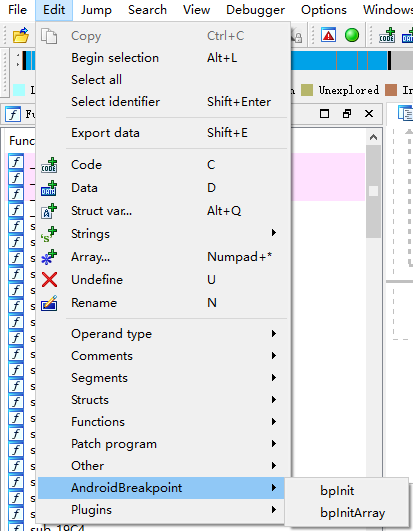 File Edit Jump Search View Debugger Options Windows
Copy Ctrl+C
Begin selection Alt+L
Select all
Select identifier Shift+Enter
Unexplored
Export data Shift+E
Code C
Data D
Struct var... Alt+Q
Strings
Array... Numpad+*
Undefine U
Rename N
Operand type
Comments
Segments
Structs
Functions
Patch program
Other
AndroidBreakpoint
bpInit
Plugins
bpInitArray